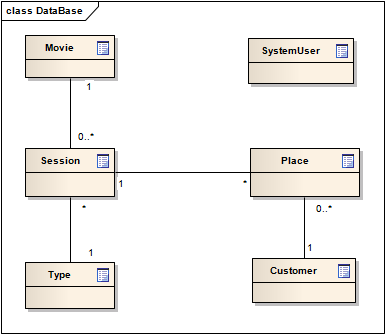 class DataBase
Movie
SystemUser
1
0..*
Session
Place
1
*
*
0..*
1
1
Type
Customer